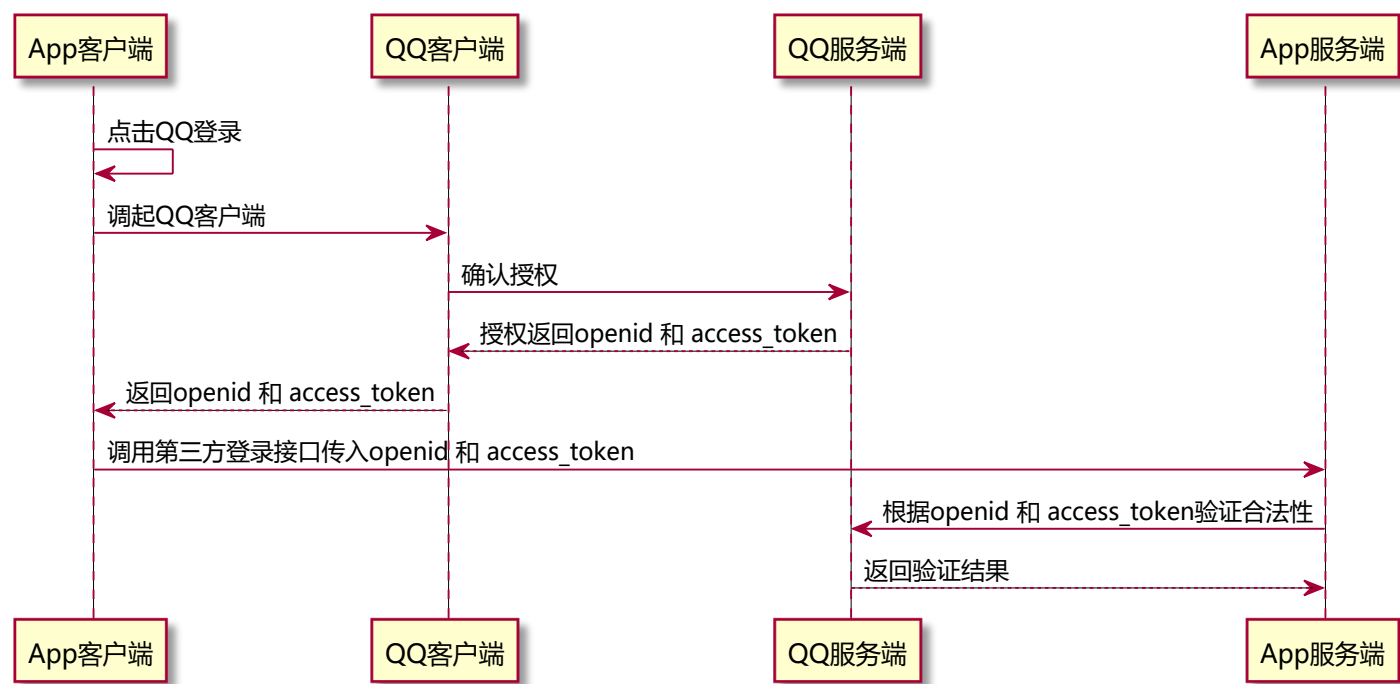 App客户端
QQ客户端
QQ服务端
App服务端
点击QQ登录
调起QQ客户端
确认授权
授权返回openid 和 access_token
返回openid 和 access_token
调用第三方登录接口传入openid 和 access_token
根据openid 和 access_token验证合法性
返回验证结果
App客户端
QQ客户端
QQ服务端
App服务端